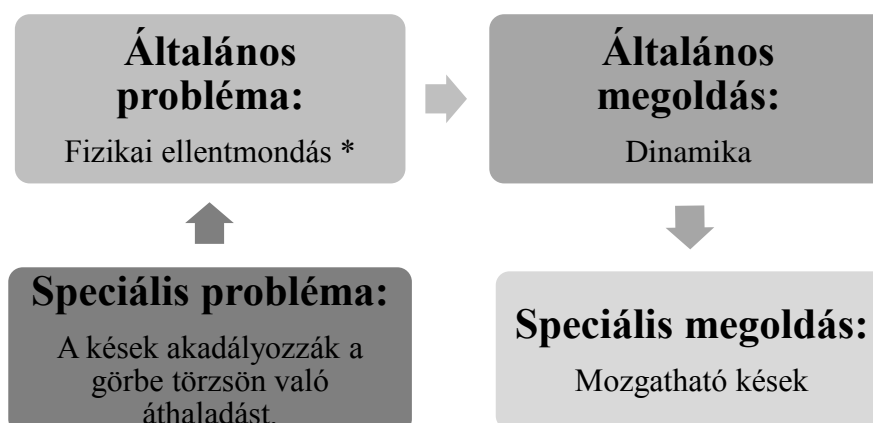 Általános
probléma:
Fizikai ellentmondás *
Általános
megoldás:
Dinamika
Speciális probléma:
A kések akadályozzák a
görbe törzsön való
áthaladást.
Speciális megoldás:
Mozgatható kések